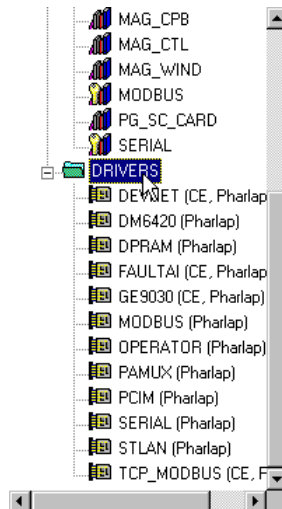 MAG_CPB
MAG_CTL
MAG_WIND
MODBUS
PG_SC_CARD
SERIAL
DRIVERS
DEVNET (CE, Pharlap
DM6420 (Pharlap)
DPRAM (Pharlap)
FAULTAI (CE, Pharlap
GE9030 (CE, Pharlap)
MODBUS (Pharlap)
OPERATOR (Pharlap)
PAMUX (Pharlap)
PCIM (Pharlap)
SERIAL (Pharlap)
STLAN (Pharlap)
TCP_MODBUS (CE, F